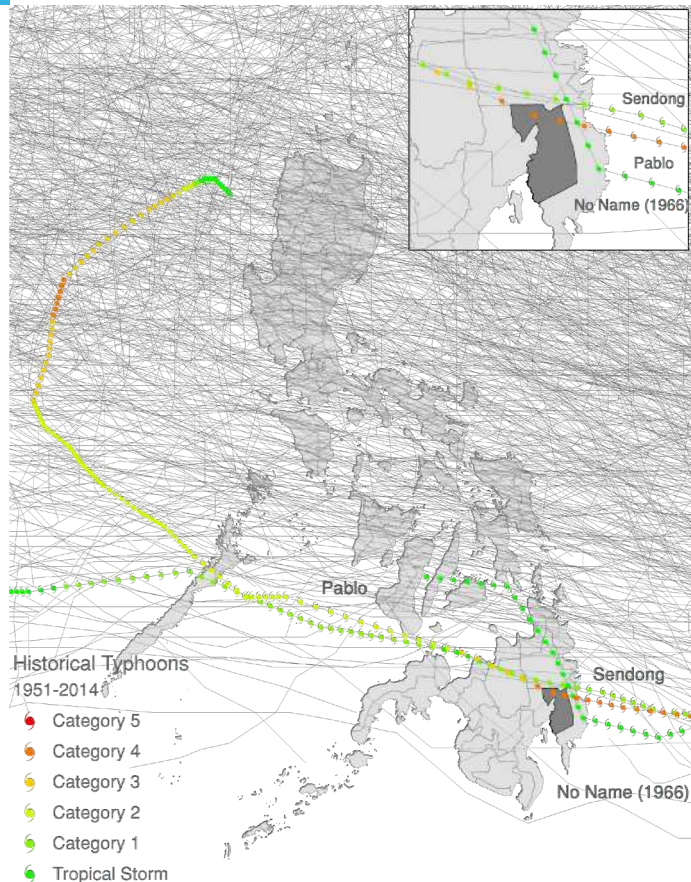 Sendong
Pablo
No Name (1966)
Pablo
Sendong
No Name (1966)
Historical Typhoons
1951-2014
Category 5
Category 4
Category 3
Category 2
Category 1
Tropical Storm